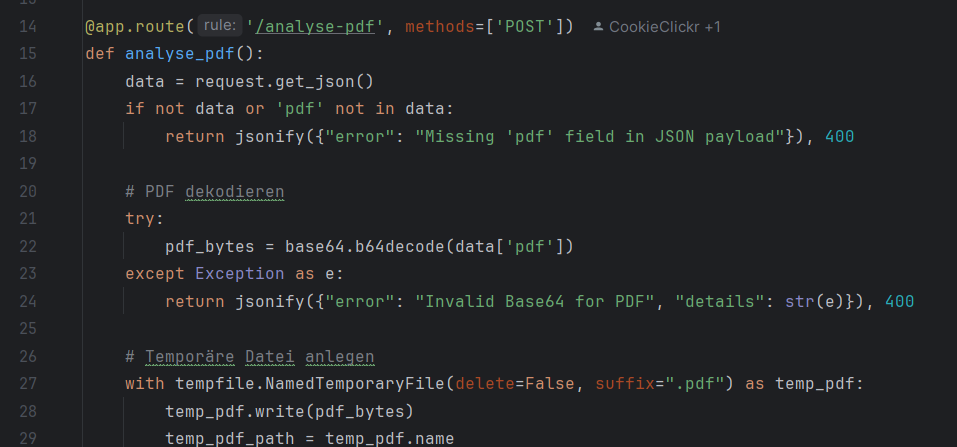 14 @app.route( rule: '/analyse-pdf', methods=['POST']) CookieClickr +1
15 def analyse_pdf():
16 data = request.get_json()
17 if not data or 'pdf' not in data:
18 return jsonify({"error": "Missing 'pdf' field in JSON payload"}), 400
19
20 # PDF dekodieren
21 try:
22 pdf_bytes = base64.b64decode(data['pdf'])
23 except Exception as e:
24 return jsonify({"error": "Invalid Base64 for PDF", "details": str(e)}), 400
25
26 # Temporäre Datei anlegen
27 with tempfile.NamedTemporaryFile(delete=False, suffix=".pdf") as temp_pdf:
28 temp_pdf.write(pdf_bytes)
29 temp_pdf_path = temp_pdf.name